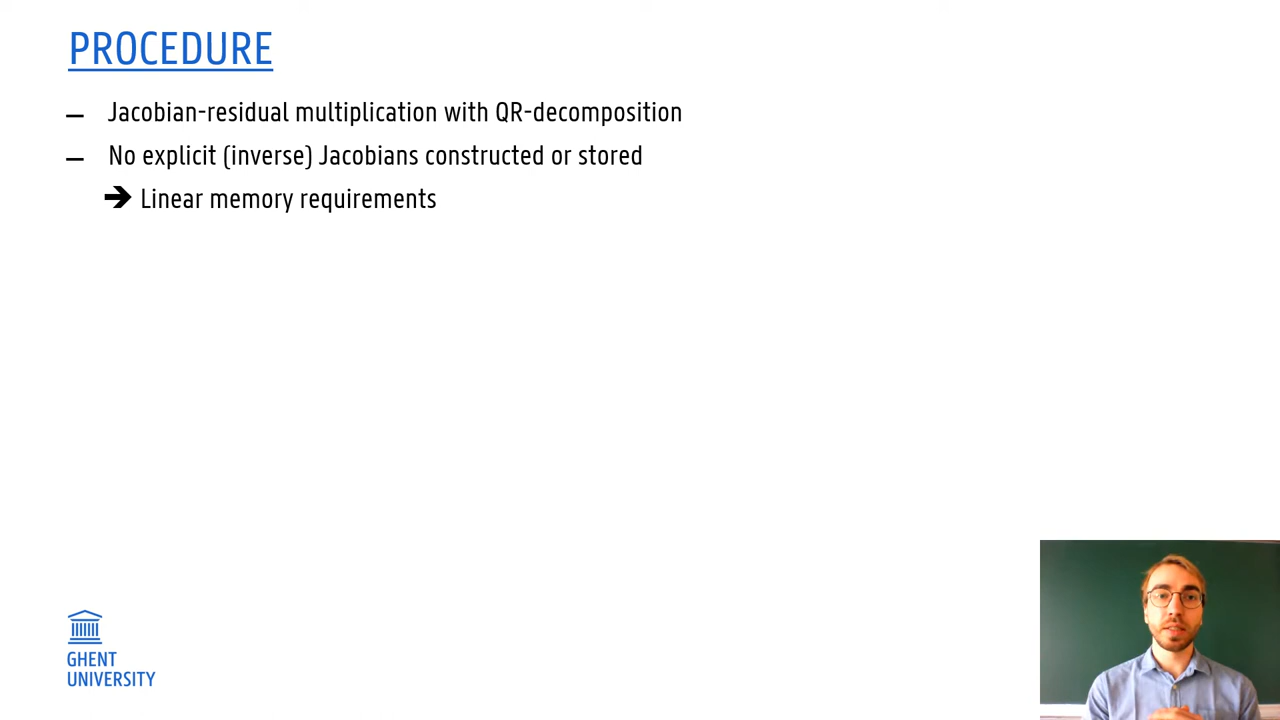 PROCEDURE
– Jacobian-residual multiplication with QR-decomposition
– No explicit (inverse) Jacobians constructed or stored
➔ Linear memory requirements
GHENT
UNIVERSITY